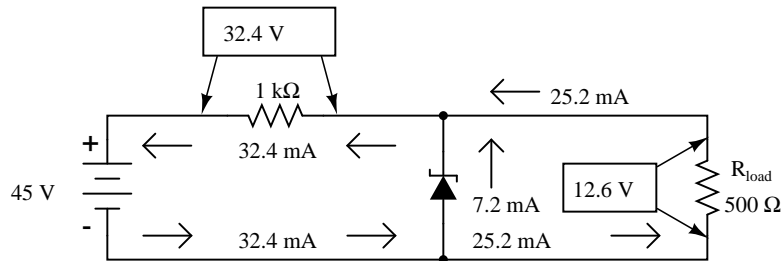 32.4 V
1 kΩ
25.2 mA
+
32.4 mA
R_load
45 V
12.6 V
7.2 mA
500 Ω
-
32.4 mA
25.2 mA